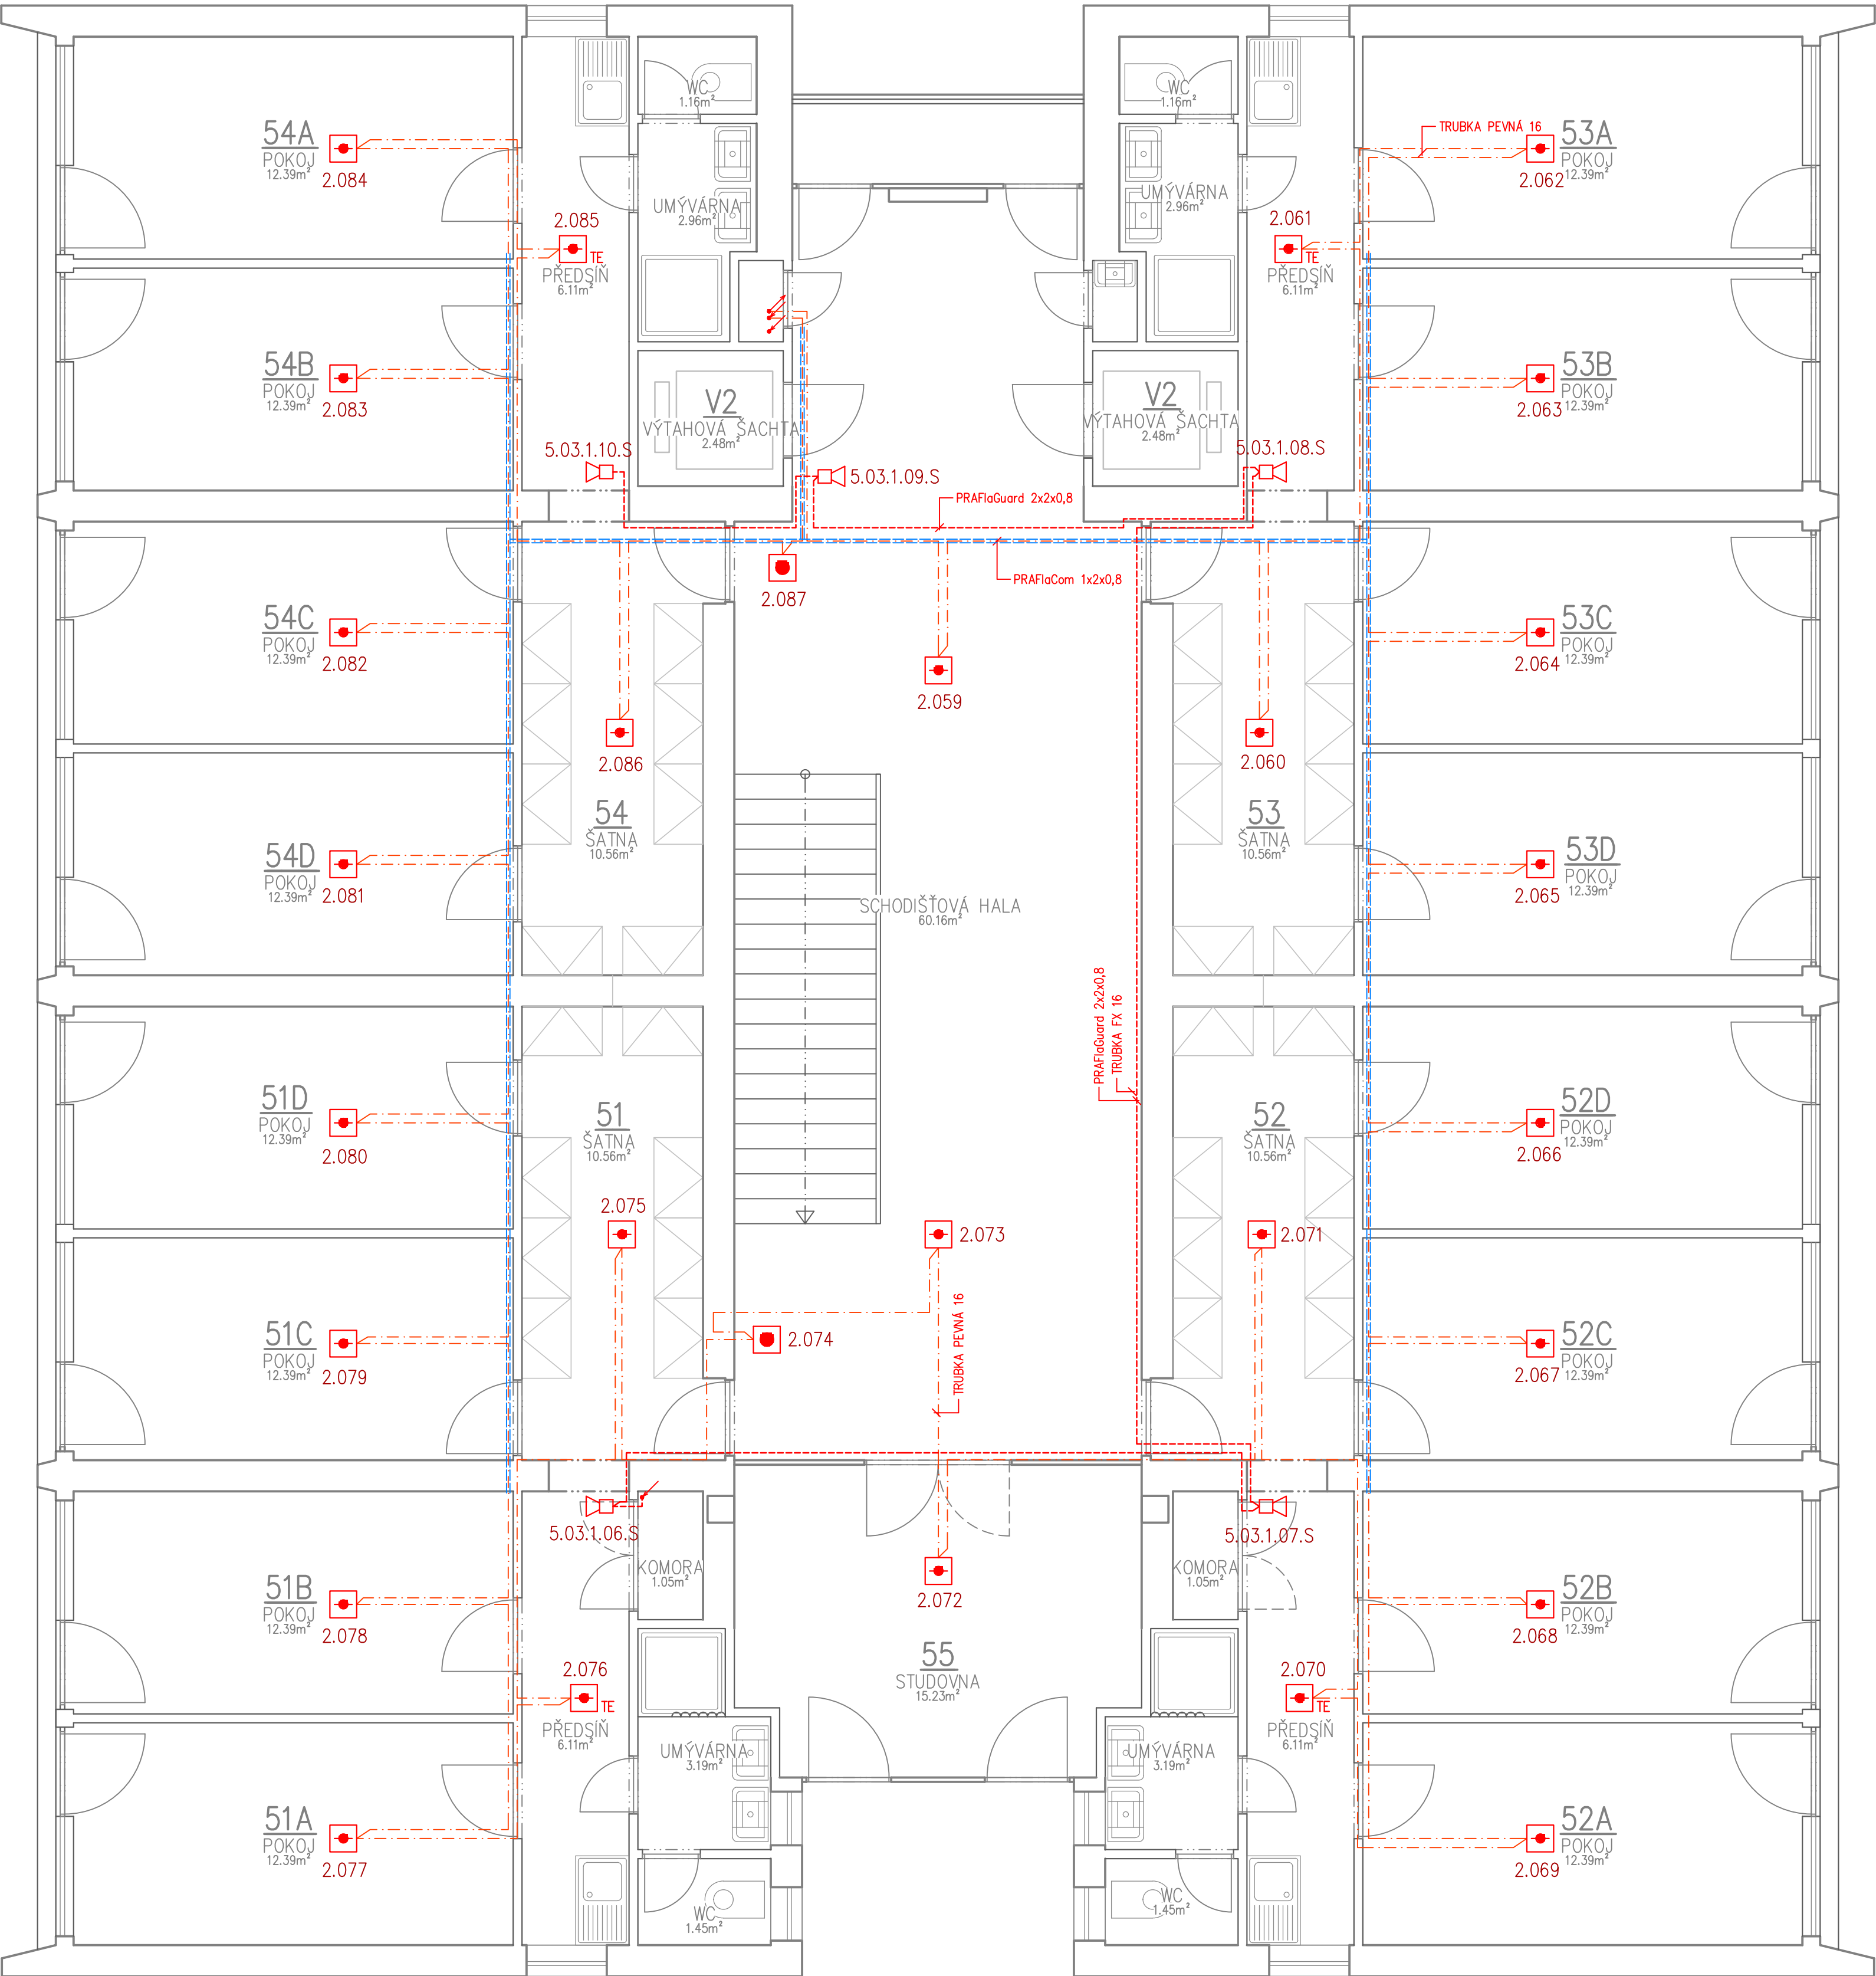 WC
1.16m²
WC
1.16m²
54A
POKOJ
12.39m²
2.084
TRUBKA PEVNÁ 16
53A
POKOJ
12.39m²
2.062
UMÝVÁRNA
2.96m²
UMÝVÁRNA
2.96m²
2.085
TE
PŘEDSÍŇ
6.11m²
2.061
TE
PŘEDSÍŇ
6.11m²
54B
POKOJ
12.39m²
2.083
V2
VÝTAHOVÁ ŠACHTA
2.48m²
V2
VÝTAHOVÁ ŠACHTA
2.48m²
53B
POKOJ
12.39m²
2.063
5.03.1.10.S
5.03.1.09.S
5.03.1.08.S
PRAFlaGuard 2x2x0,8
PRAFlaCom 1x2x0,8
2.087
54C
POKOJ
12.39m²
2.082
2.059
53C
POKOJ
12.39m²
2.064
2.086
2.060
54D
POKOJ
12.39m²
2.081
54
ŠATNA
10.56m²
53
ŠATNA
10.56m²
53D
POKOJ
12.39m²
2.065
SCHODIŠŤOVÁ HALA
60.16m²
PRAFlaGuard 2x2x0,8
TRUBKA FX 16
51D
POKOJ
12.39m²
2.080
51
ŠATNA
10.56m²
52
ŠATNA
10.56m²
52D
POKOJ
12.39m²
2.066
2.075
2.073
2.071
51C
POKOJ
12.39m²
2.079
2.074
TRUBKA PEVNÁ 16
52C
POKOJ
12.39m²
2.067
5.03.1.06.S
5.03.1.07.S
KOMORA
1.05m²
KOMORA
1.05m²
51B
POKOJ
12.39m²
2.078
2.072
52B
POKOJ
12.39m²
2.068
2.076
TE
PŘEDSÍŇ
6.11m²
55
STUDOVNA
15.23m²
2.070
TE
PŘEDSÍŇ
6.11m²
UMÝVÁRNA
3.19m²
UMÝVÁRNA
3.19m²
51A
POKOJ
12.39m²
2.077
52A
POKOJ
12.39m²
2.069
WC
1.45m²
WC
1.45m²